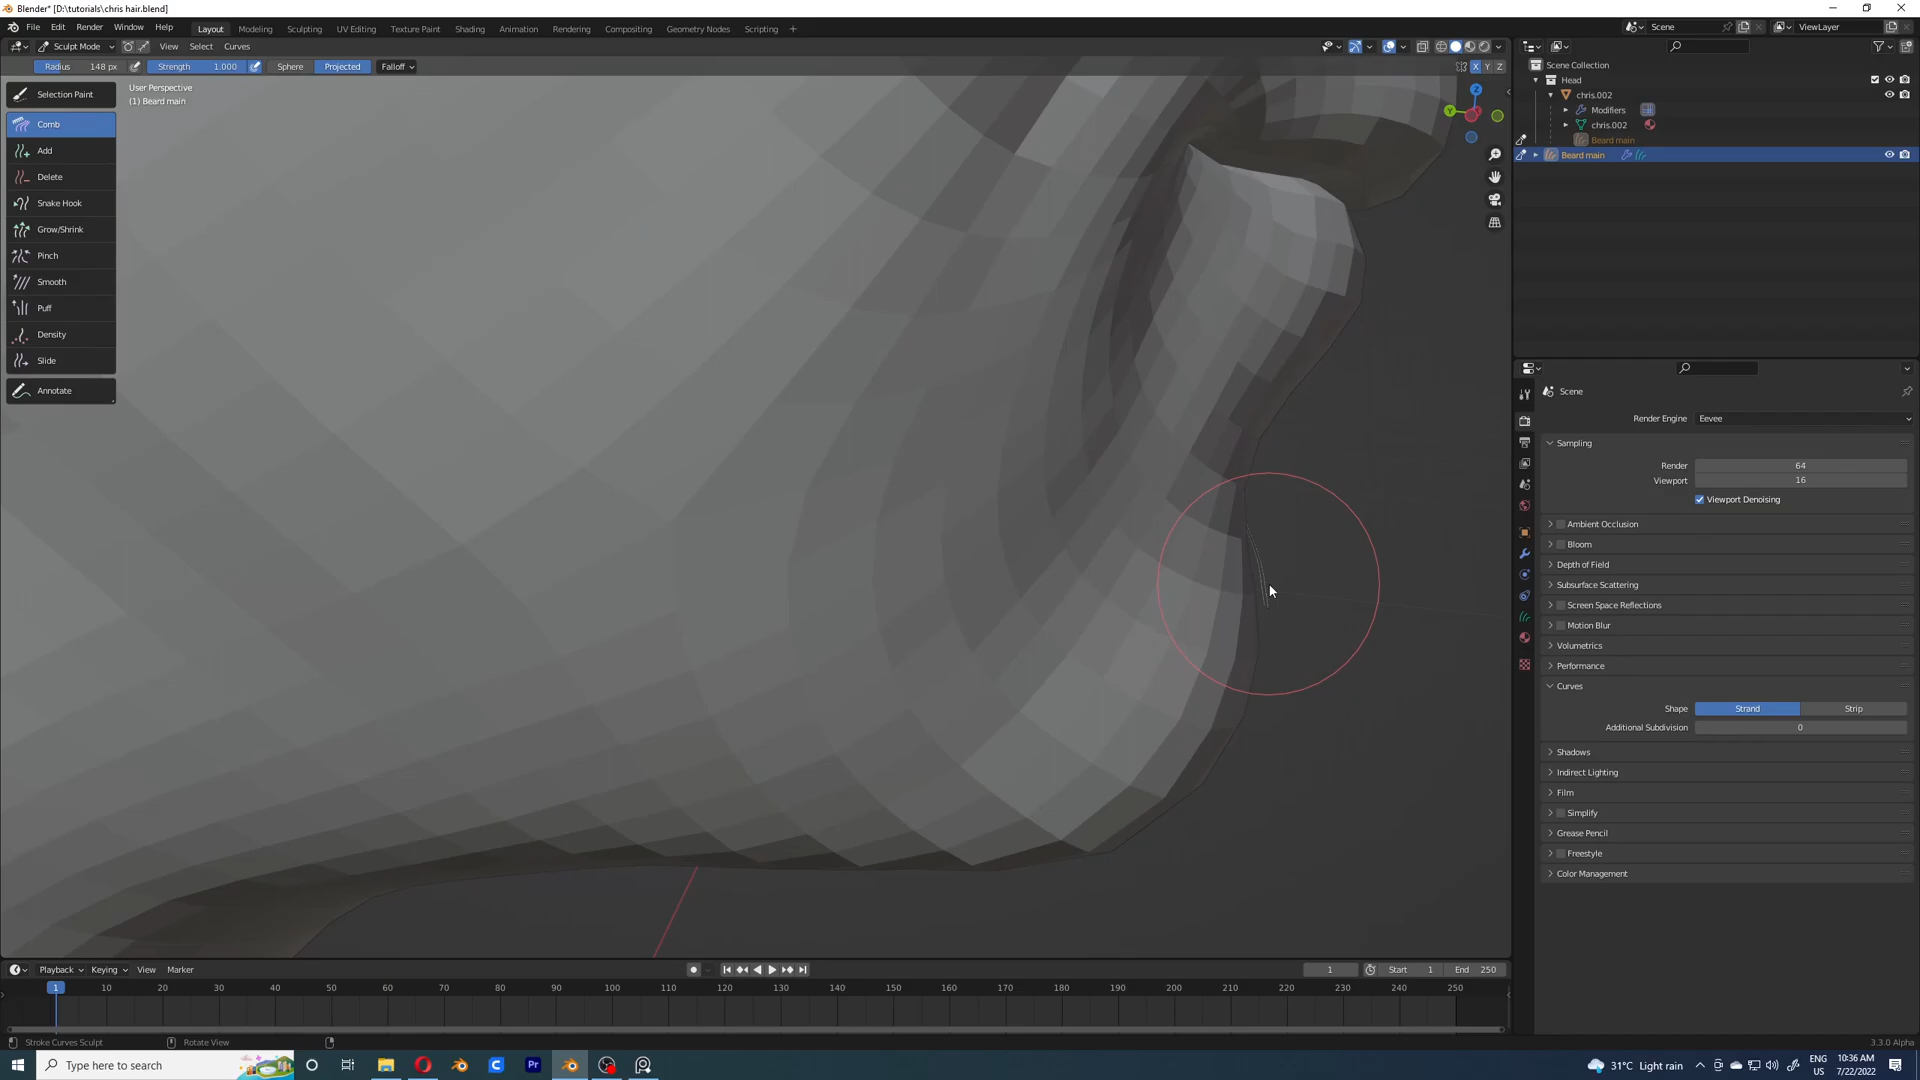 Blender* [D:\tutorials\chris hair.blend]
File Edit Render Window Help Layout Modeling Sculpting UV Editing Texture Paint Shading Animation Rendering Compositing Geometry Nodes Scripting + Scene ViewLayer
Sculpt Mode View Select Curves
Radius 148 px Strength 1.000 Sphere Projected Falloff X Y Z
User Perspective
(1) Beard main
Selection Paint
Comb
Add
Delete
Snake Hook
Grow/Shrink
Pinch
Smooth
Puff
Density
Slide
Annotate
Z
Y
Scene Collection
Head
chris.002
Modifiers
chris.002
Beard main
Beard main
Scene
Render Engine Eevee
Sampling
Render 64
Viewport 16
Viewport Denoising
Ambient Occlusion
Bloom
Depth of Field
Subsurface Scattering
Screen Space Reflections
Motion Blur
Volumetrics
Performance
Curves
Shape Strand Strip
Additional Subdivision 0
Shadows
Indirect Lighting
Film
Simplify
Grease Pencil
Freestyle
Color Management
Playback Keying View Marker 1 Start 1 End 250
1 10 20 30 40 50 60 70 80 90 100 110 120 130 140 150 160 170 180 190 200 210 220 230 240 250
Stroke Curves Sculpt Rotate View 3.3.0 Alpha
Type here to search 31°C Light rain ENG US 10:36 AM 7/22/2022